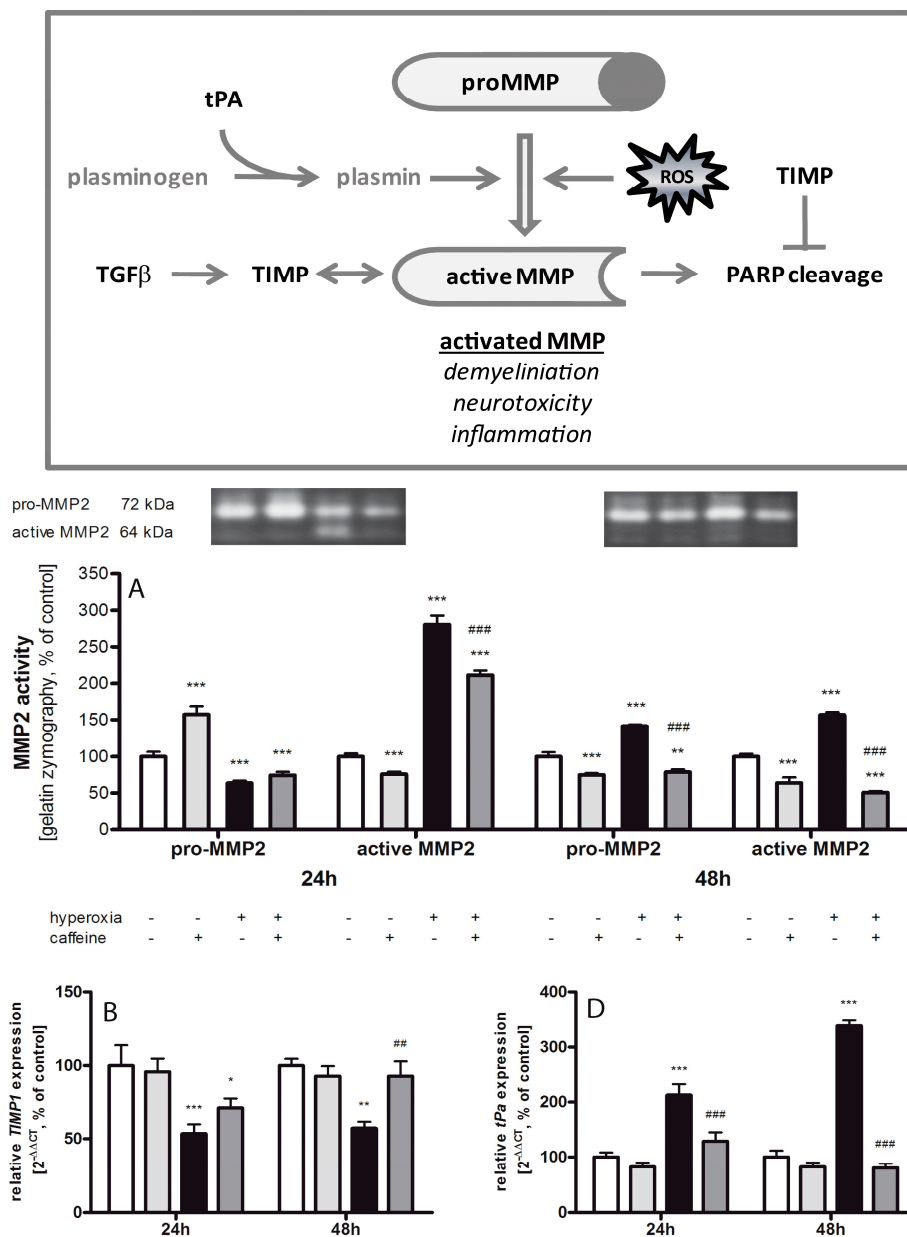 proMMP
tPA
plasminogen plasmin ROS TIMP
TGFβ TIMP active MMP PARP cleavage
activated MMP
demyeliniation
neurotoxicity
inflammation
pro-MMP2 72 kDa
active MMP2 64 kDa
A
MMP2 activity
[gelatin zymography, % of control]
350
300
250
200
150
100
50
0
*** *** ***
*** *** ### ***
*** *** ### **
*** *** ### ***
pro-MMP2 active MMP2 pro-MMP2 active MMP2
24h 48h
hyperoxia - - + + - - + + - - + + - - + +
caffeine - + - + - + - + - + - + - + - +
B
relative TIMP1 expression
[2-ΔΔCT, % of control]
150
100
50
0
*** * ** ##
24h 48h
D
relative tPa expression
[2-ΔΔCT, % of control]
400
300
200
100
0
*** ### *** ###
24h 48h